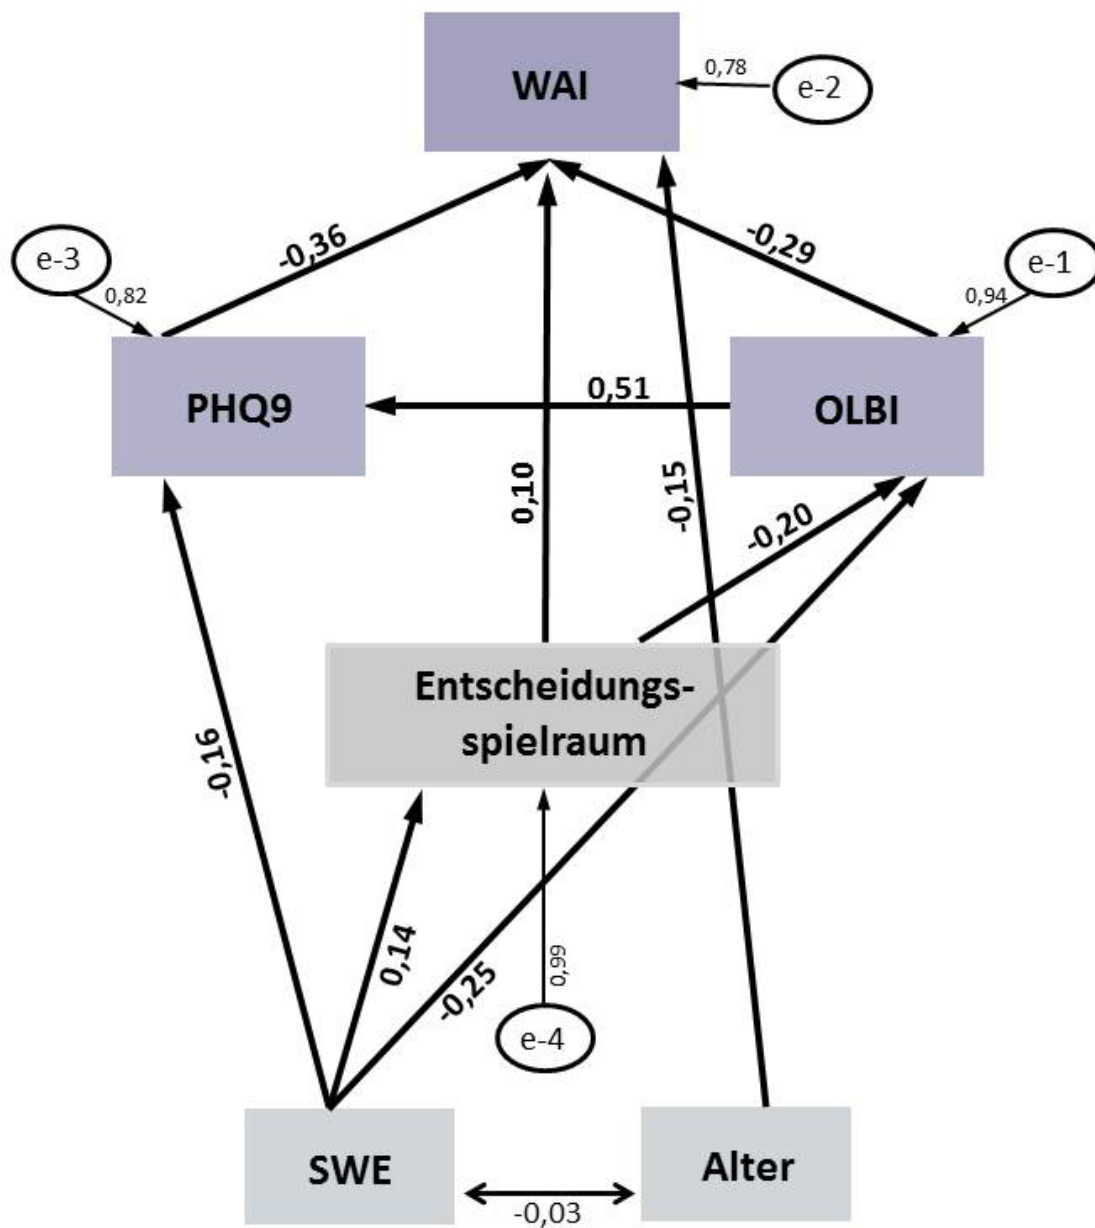 WAI
0,78
e-2
-0,36
-0,29
e-3
0,82
e-1
0,94
PHQ9
0,51
OLBI
0,10
-0,15
-0,20
Entscheidungs-
spielraum
-0,16
0,14
-0,25
0,99
e-4
SWE
Alter
-0,03